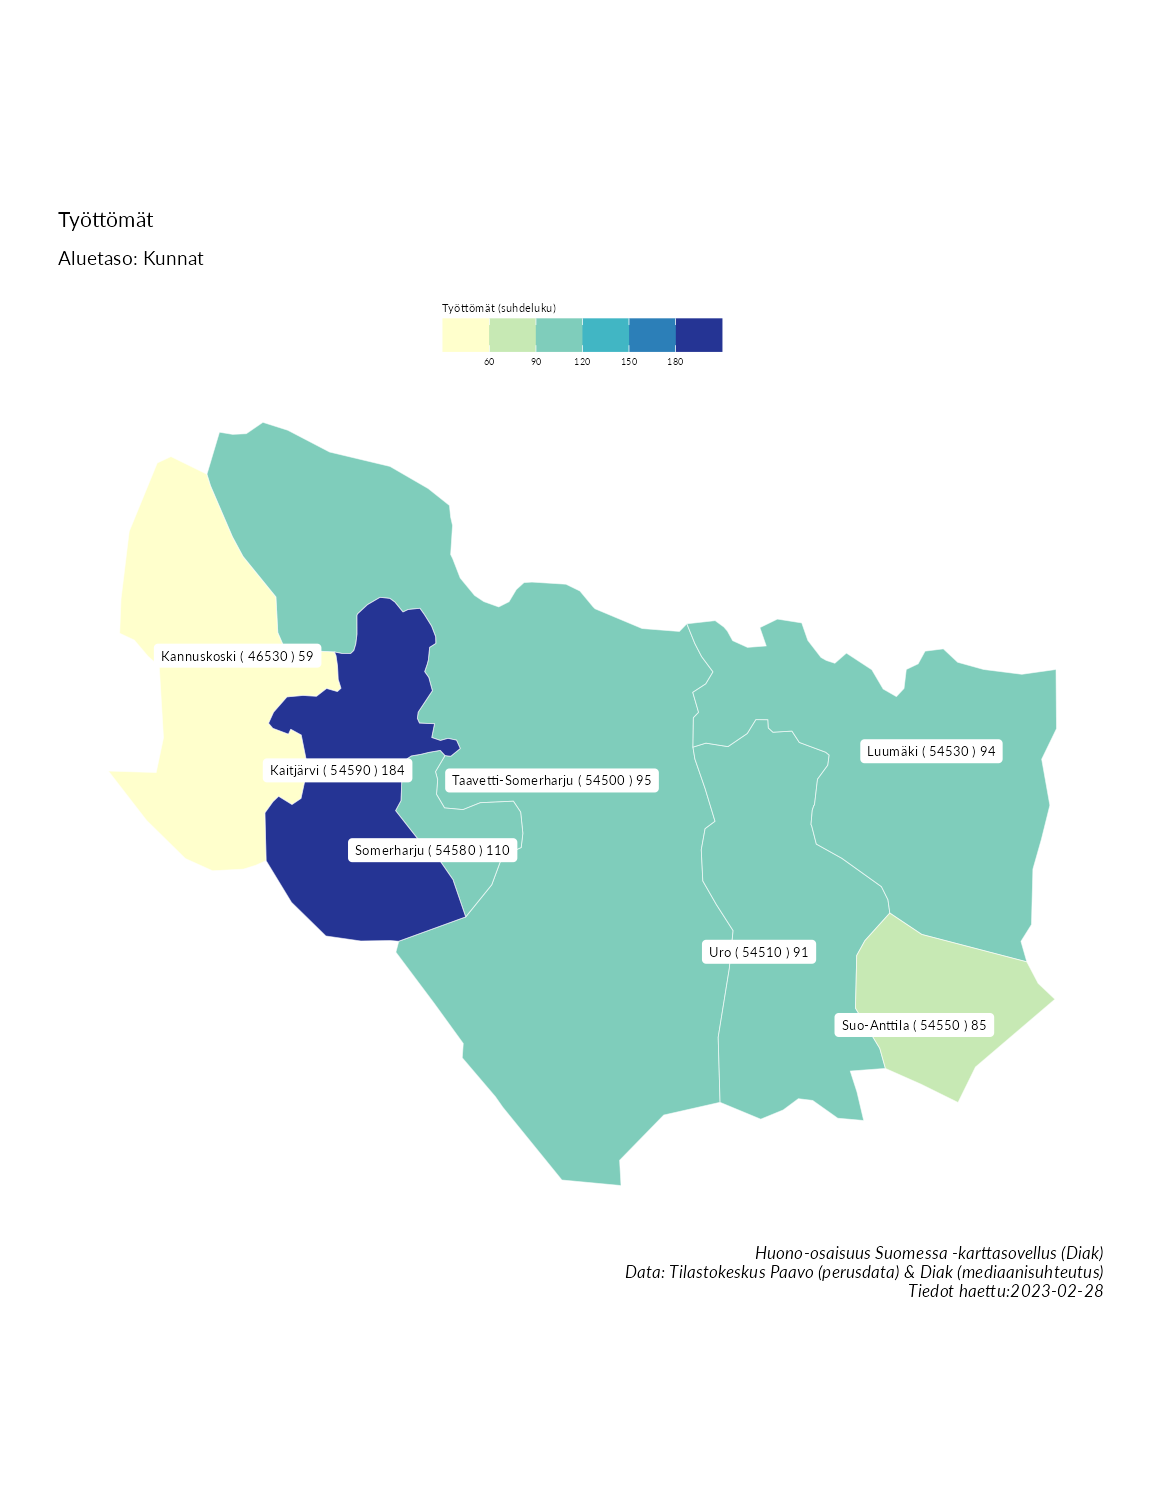 Työttömät
Aluetaso: Kunnat
Työttömät (suhdeluku)
60 90 120 150 180
Kannuskoski ( 46530 ) 59
Luumäki ( 54530 ) 94
Kaitjärvi ( 54590 ) 184
Taavetti-Somerharju ( 54500 ) 95
Somerharju ( 54580 ) 110
Uro ( 54510 ) 91
Suo-Anttila ( 54550 ) 85
Huono-osaisuus Suomessa -karttasovellus (Diak)
Data: Tilastokeskus Paavo (perusdata) & Diak (mediaanisuhteutus)
Tiedot haettu:2023-02-28